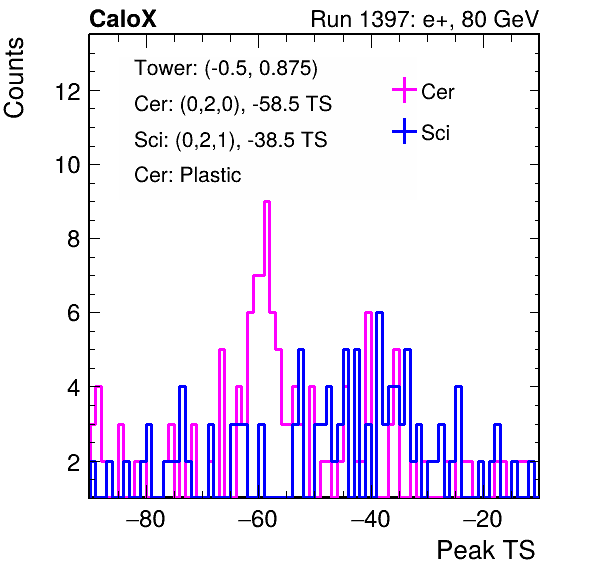 CaloX Run 1397: e+, 80 GeV
Counts
Tower: (-0.5, 0.875)
Cer: (0,2,0), -58.5 TS
Sci: (0,2,1), -38.5 TS
Cer: Plastic
Cer
Sci
12
10
8
6
4
2
−80 −60 −40 −20
Peak TS